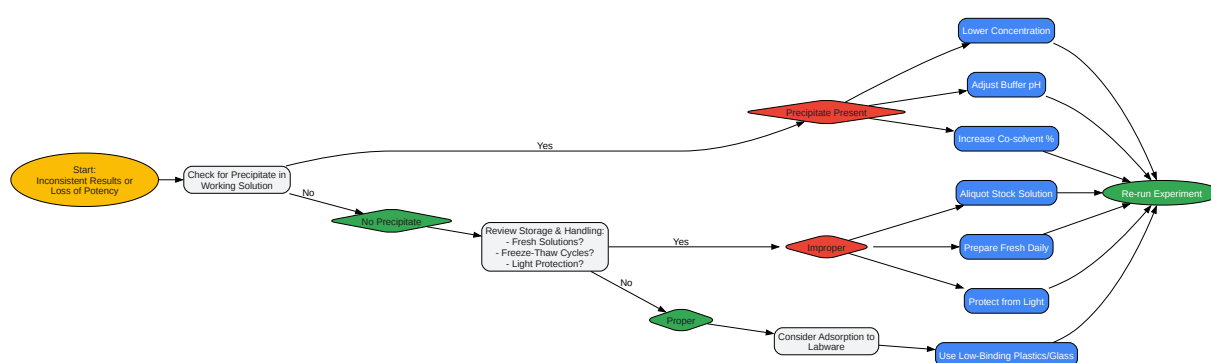 Start:
Inconsistent Results or
Loss of Potency
Check for Precipitate in
Working Solution
Yes
No
Precipitate Present
No Precipitate
Lower Concentration
Adjust Buffer pH
Increase Co-solvent %
Review Storage & Handling:
- Fresh Solutions?
- Freeze-Thaw Cycles?
- Light Protection?
Yes
No
Improper
Proper
Aliquot Stock Solution
Prepare Fresh Daily
Protect from Light
Consider Adsorption to
Labware
Use Low-Binding Plastics/Glass
Re-run Experiment